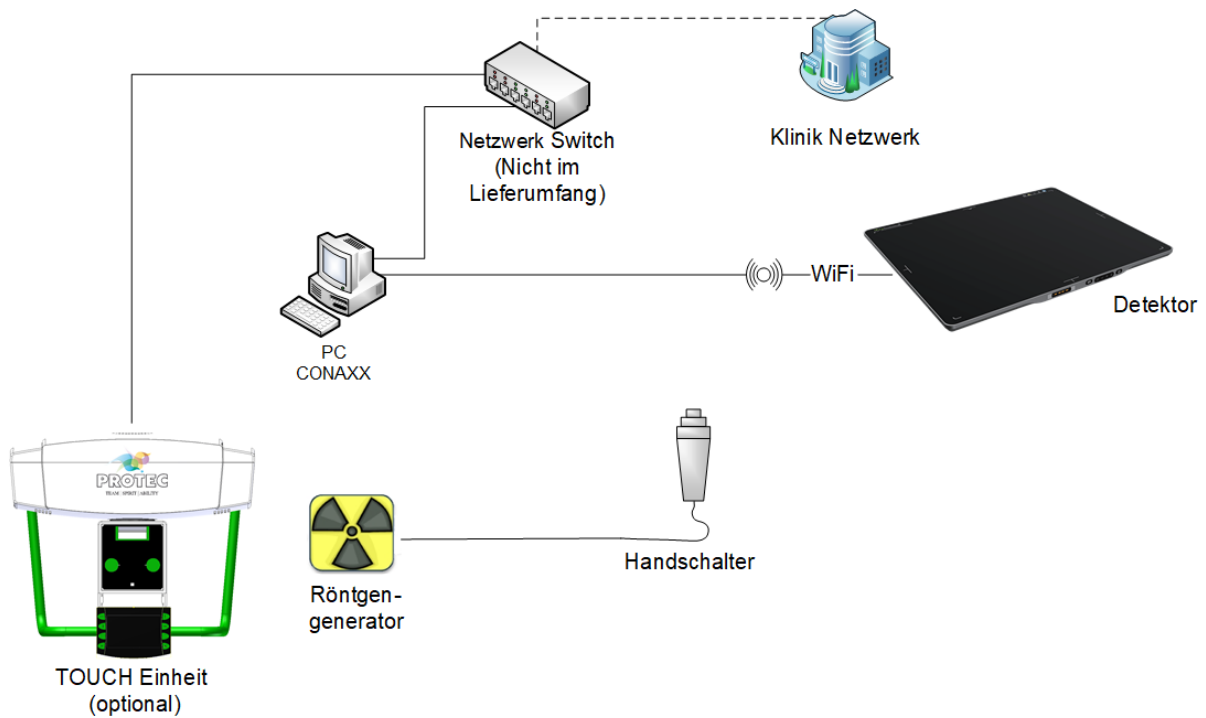 Netzwerk Switch
(Nicht im
Lieferumfang)
Klinik Netzwerk
WiFi
Detektor
PC
CONAXX
PROTEC
TEAM | SPIRIT | ABILITY
Röntgen-
generator
Handschalter
TOUCH Einheit
(optional)